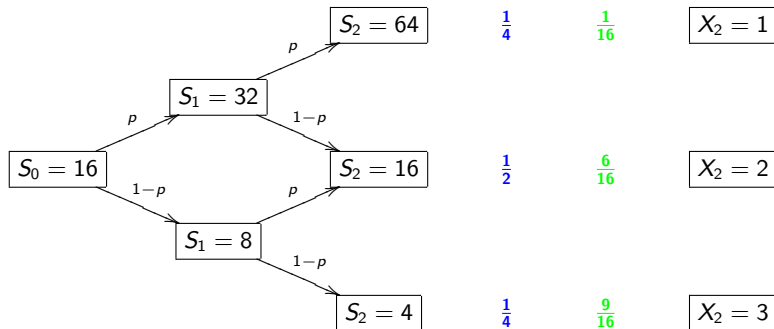 S₂ = 64 1/4 1/16 X₂ = 1
p
S₁ = 32
p 1−p
S₀ = 16 S₂ = 16 1/2 6/16 X₂ = 2
1−p p
S₁ = 8
1−p
S₂ = 4 1/4 9/16 X₂ = 3